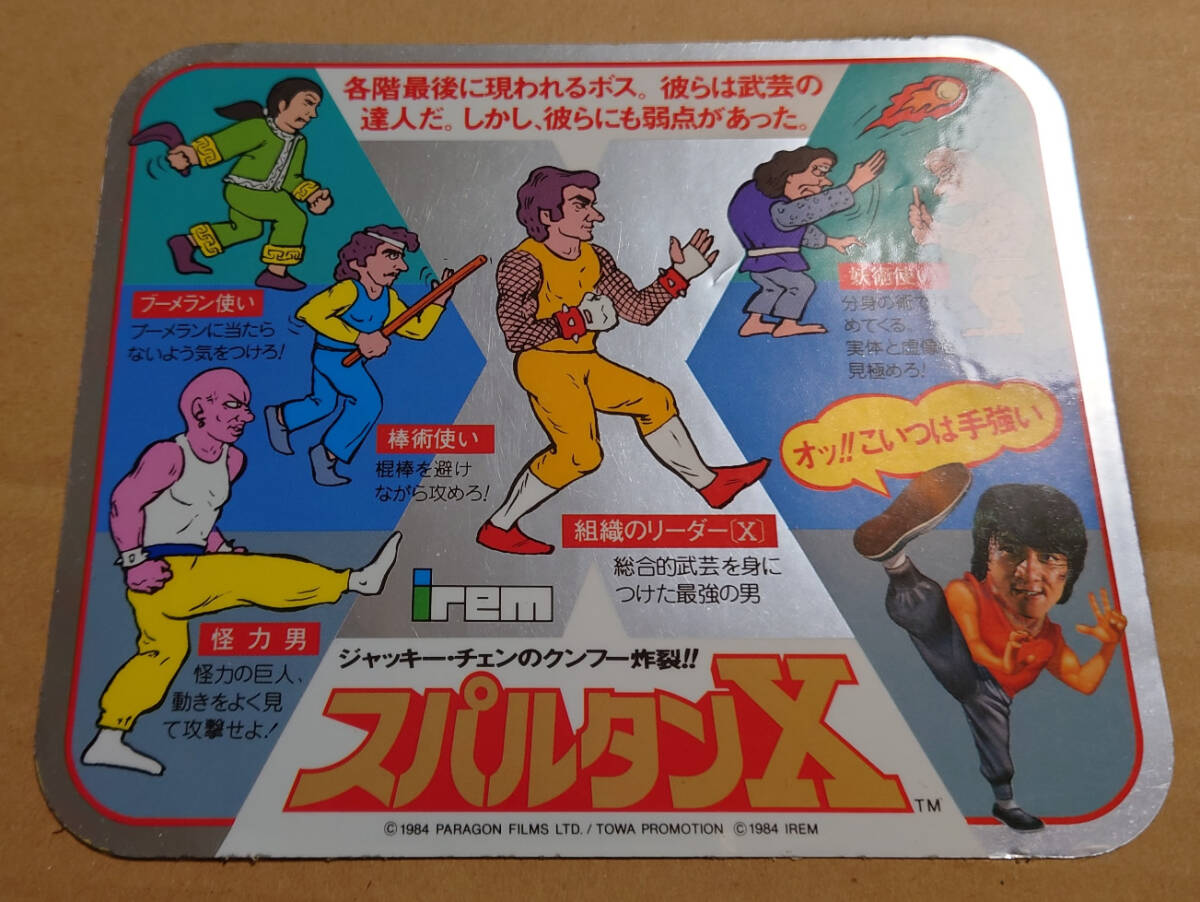 各階最後に現われるボス。彼らは武芸の
達人だ。しかし、彼らにも弱点があった。
ブーメラン使い
ブーメランに当たら
ないよう気をつけろ!
棒術使い
棍棒を避け
ながら攻めろ!
妖術使い
分身の術で
めてくる。
実体と虚像を
見極めろ!
オッ!!こいつは手強い
組織のリーダー〔X〕
総合的武芸を身に
つけた最強の男
怪力男
怪力の巨人、
動きをよく見
て攻撃せよ!
irem
ジャッキー・チェンのクンフー炸裂!!
スパルタンX
TM
©1984 PARAGON FILMS LTD./TOWA PROMOTION ©1984 IREM